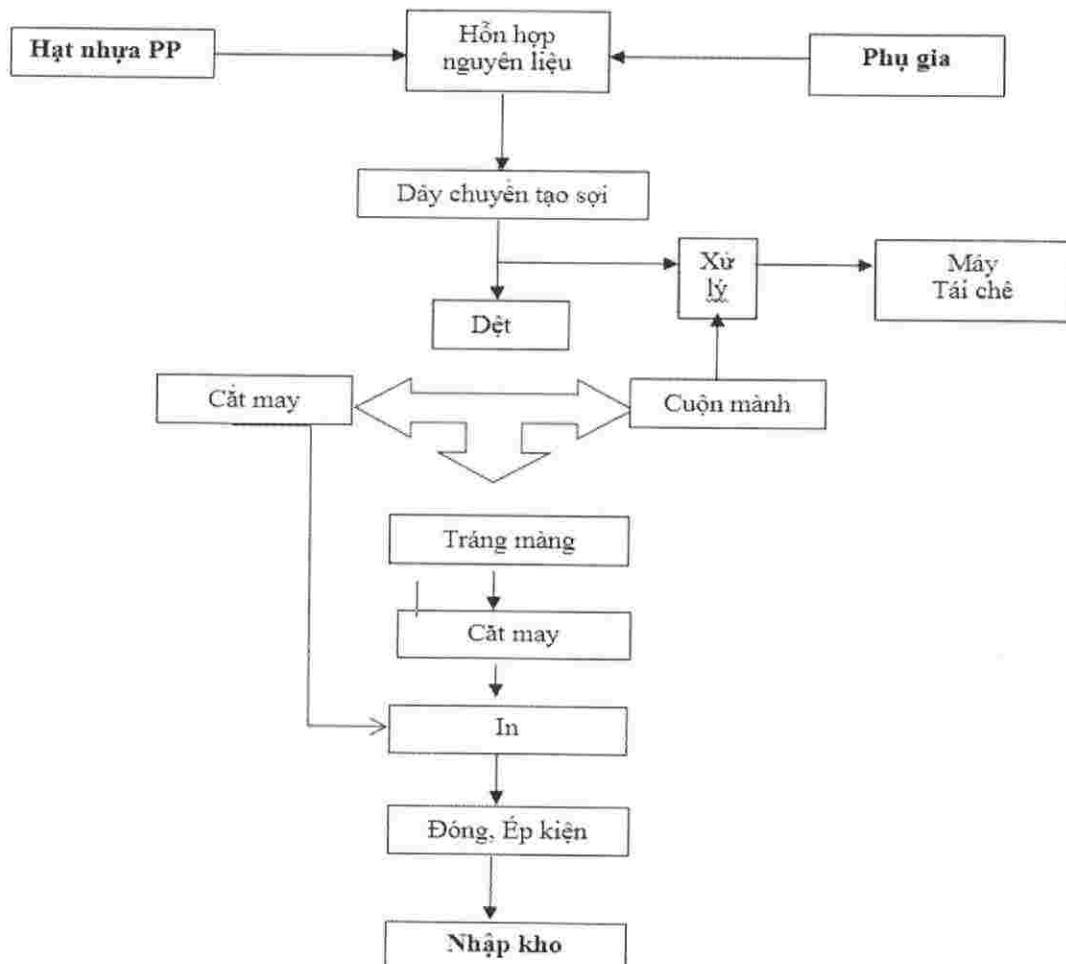 Hạt nhựa PP
Hỗn hợp
nguyên liệu
Phụ gia
Dây chuyền tạo sợi
Xử
lý
Máy
Tái chê
Dệt
Cắt may
Cuộn mành
Tráng màng
Cắt may
In
Đóng, Ép kiện
Nhập kho